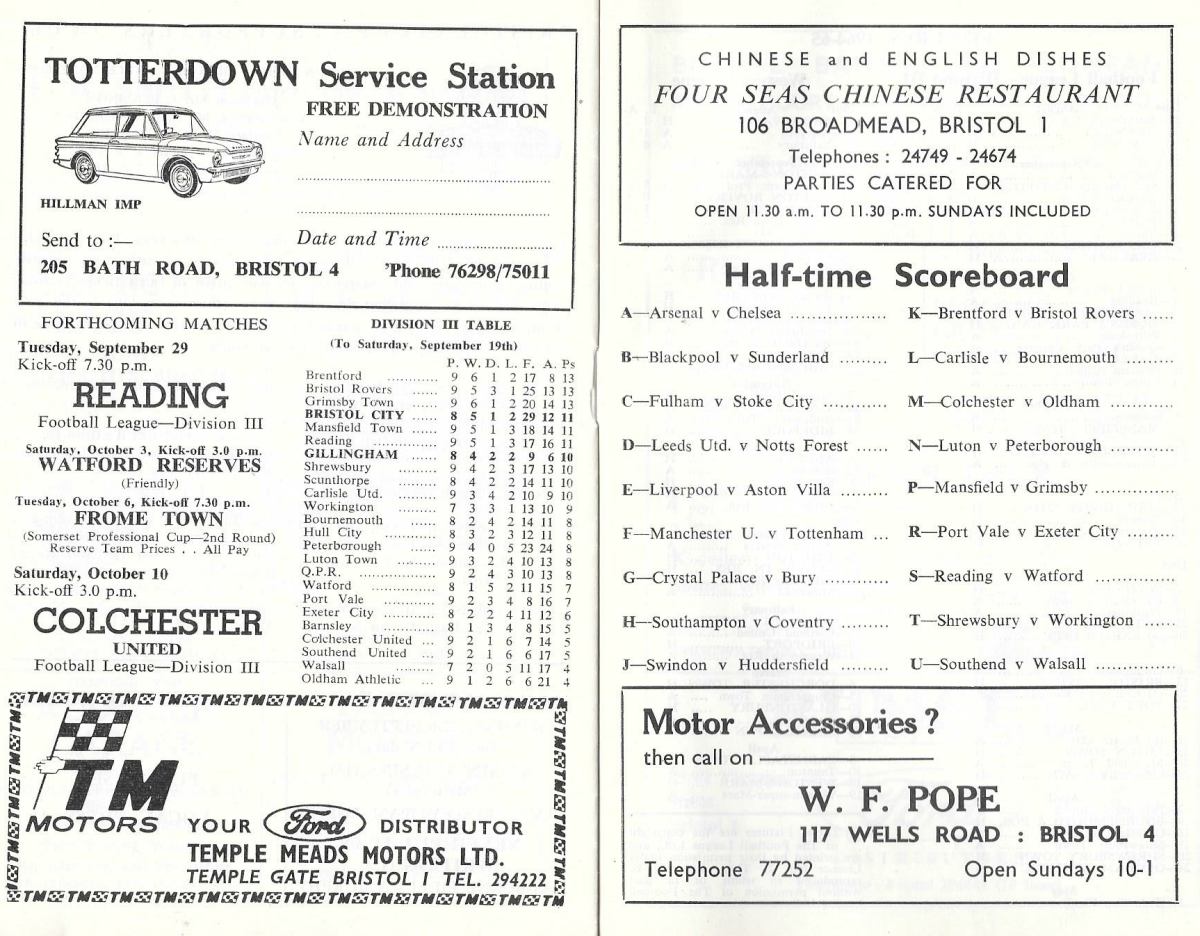 TOTTERDOWN Service Station
FREE DEMONSTRATION
Name and Address
HILLMAN IMP
Send to :—
Date and Time
205 BATH ROAD, BRISTOL 4 'Phone 76298/75011
FORTHCOMING MATCHES
Tuesday, September 29
Kick-off 7.30 p.m.
READING
Football League—Division III
Saturday, October 3, Kick-off 3.0 p.m.
WATFORD RESERVES
(Friendly)
Tuesday, October 6, Kick-off 7.30 p.m.
FROME TOWN
(Somerset Professional Cup—2nd Round)
Reserve Team Prices . . All Pay
Saturday, October 10
Kick-off 3.0 p.m.
COLCHESTER
UNITED
Football League—Division III
DIVISION III TABLE
(To Saturday, September 19th)
P. W. D. L. F. A. Ps
Brentford ............ 9 6 1 2 17 8 13
Bristol Rovers ...... 9 5 3 1 25 13 13
Grimsby Town ...... 9 6 1 2 20 14 13
BRISTOL CITY ...... 8 5 1 2 29 12 11
Mansfield Town ...... 9 5 1 3 18 14 11
Reading ............... 9 5 1 3 17 16 11
GILLINGHAM ...... 8 4 2 2 9 6 10
Shrewsbury ......... 9 4 2 3 17 13 10
Scunthorpe ......... 8 4 2 2 14 11 10
Carlisle Utd. ......... 9 3 4 2 10 9 10
Workington ......... 7 3 3 1 13 10 9
Bournemouth ...... 8 2 4 2 14 11 8
Hull City ............ 8 3 2 3 12 11 8
Peterborough ...... 9 4 0 5 23 24 8
Luton Town ......... 9 3 2 4 10 13 8
Q.P.R. .................. 9 2 4 3 10 13 8
Watford ............... 8 1 5 2 11 15 7
Port Vale ............ 9 2 3 4 8 16 7
Exeter City ......... 8 2 2 4 11 12 6
Barnsley ............ 8 1 3 4 8 15 5
Colchester United ... 9 2 1 6 7 14 5
Southend United ... 9 2 1 6 6 17 5
Walsall ......... 7 2 0 5 11 17 4
Oldham Athletic ... 9 1 2 6 6 21 4
TM
MOTORS
YOUR Ford DISTRIBUTOR
TEMPLE MEADS MOTORS LTD.
TEMPLE GATE BRISTOL 1 TEL. 294222
CHINESE and ENGLISH DISHES
FOUR SEAS CHINESE RESTAURANT
106 BROADMEAD, BRISTOL 1
Telephones : 24749 - 24674
PARTIES CATERED FOR
OPEN 11.30 a.m. TO 11.30 p.m. SUNDAYS INCLUDED
Half-time Scoreboard
A—Arsenal v Chelsea ..................
B—Blackpool v Sunderland .........
C—Fulham v Stoke City ............
D—Leeds Utd. v Notts Forest .........
E—Liverpool v Aston Villa .........
F—Manchester U. v Tottenham ...
G—Crystal Palace v Bury .........
H—Southampton v Coventry .........
J—Swindon v Huddersfield .........
K—Brentford v Bristol Rovers ......
L—Carlisle v Bournemouth .........
M—Colchester v Oldham ............
N—Luton v Peterborough ............
P—Mansfield v Grimsby ...............
R—Port Vale v Exeter City .........
S—Reading v Watford ...............
T—Shrewsbury v Workington ......
U—Southend v Walsall ...............
Motor Accessories ?
then call on
W. F. POPE
117 WELLS ROAD : BRISTOL 4
Telephone 77252 Open Sundays 10-1